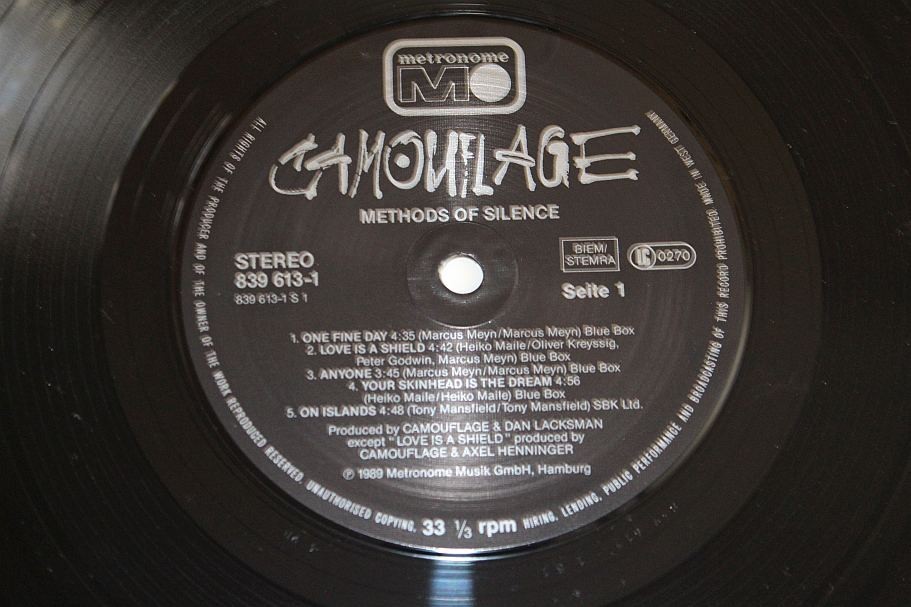 metronome
MO
CAMOUFLAGE
METHODS OF SILENCE
STEREO
839 613-1
839 613-1 S 1
BIEM/
STEMRA
LC 0270
Seite 1
1. ONE FINE DAY 4:35 (Marcus Meyn/Marcus Meyn) Blue Box
2. LOVE IS A SHIELD 4:42 (Heiko Maile/Oliver Kreyssig,
Peter Godwin, Marcus Meyn) Blue Box
3. ANYONE 3:45 (Marcus Meyn/Marcus Meyn) Blue Box
4. YOUR SKINHEAD IS THE DREAM 4:56
(Heiko Maile/Heiko Maile) Blue Box
5. ON ISLANDS 4:48 (Tony Mansfield/Tony Mansfield) SBK Ltd.
Produced by CAMOUFLAGE & DAN LACKSMAN
except "LOVE IS A SHIELD" produced by
CAMOUFLAGE & AXEL HENNINGER
℗ 1989 Metronome Musik GmbH, Hamburg
33 ⅓ rpm
ALL RIGHTS OF THE PRODUCER AND OF THE OWNER OF THE WORK REPRODUCED RESERVED. UNAUTHORISED COPYING, HIRING, LENDING, PUBLIC PERFORMANCE AND BROADCASTING OF THIS RECORD PROHIBITED. MADE IN WEST GERMANY